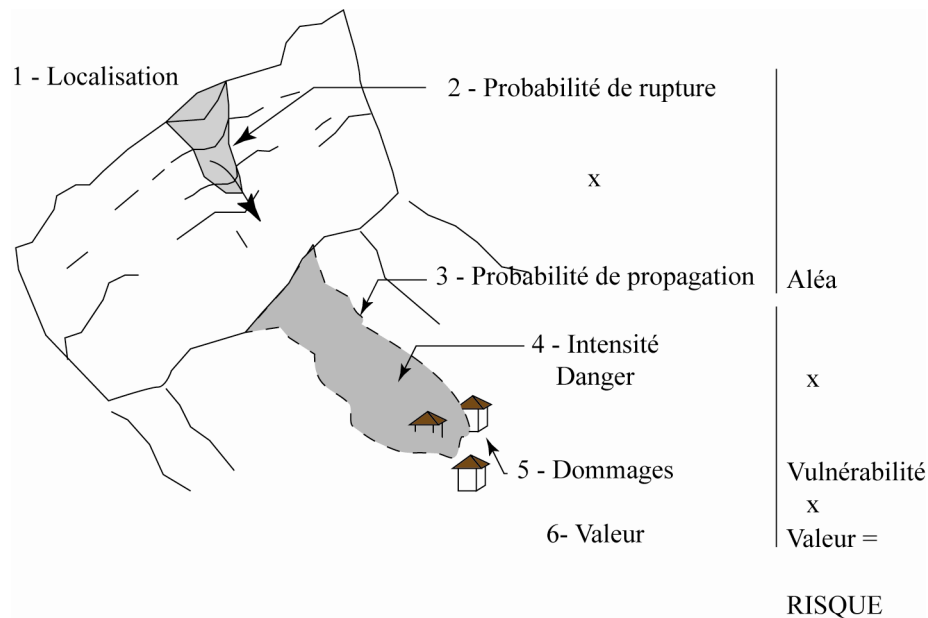 1 - Localisation
2 - Probabilité de rupture
x
3 - Probabilité de propagation
Aléa
4 - Intensité
Danger
x
5 - Dommages
Vulnérabilité
x
6- Valeur
Valeur =
RISQUE